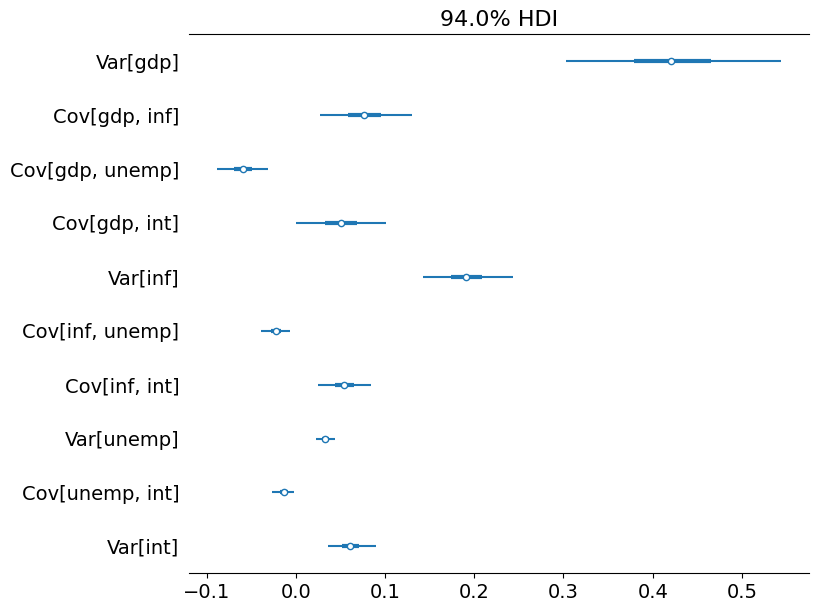 94.0% HDI
Var[gdp]
Cov[gdp, inf]
Cov[gdp, unemp]
Cov[gdp, int]
Var[inf]
Cov[inf, unemp]
Cov[inf, int]
Var[unemp]
Cov[unemp, int]
Var[int]
−0.1 0.0 0.1 0.2 0.3 0.4 0.5